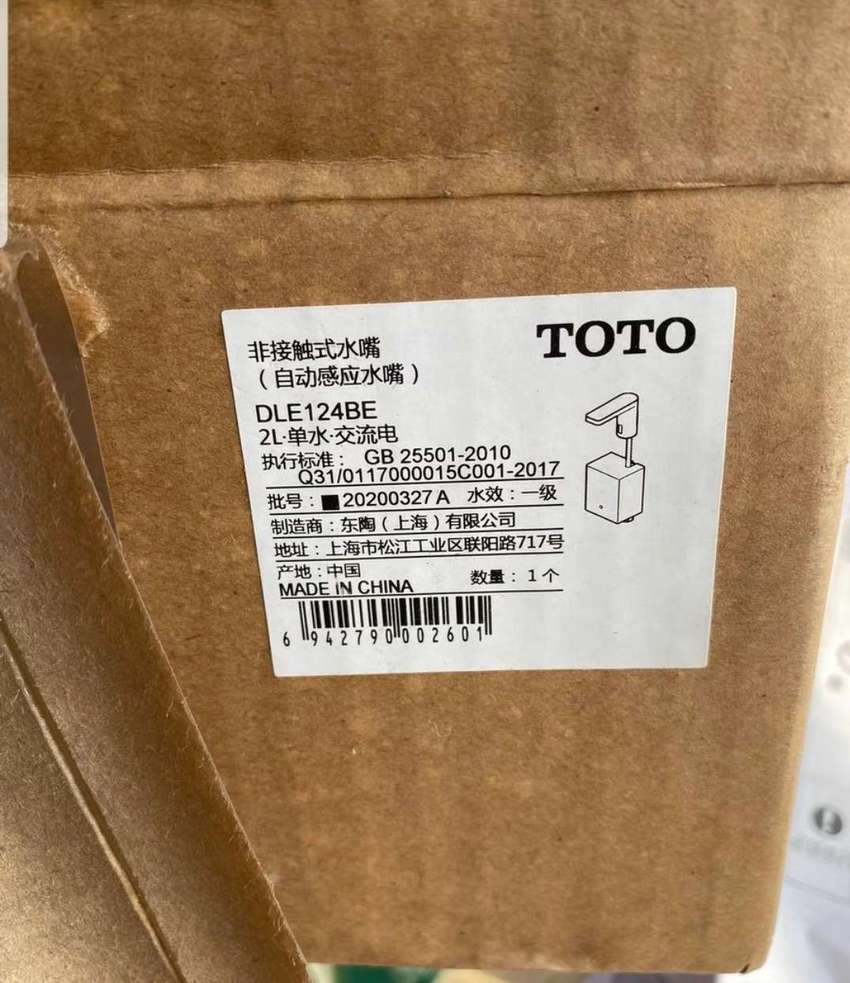 TOTO
非接触式水嘴
（自动感应水嘴）
DLE124BE
2L·单水·交流电
执行标准： GB 25501-2010
Q31/0117000015C001-2017
批号：■20200327A 水效：一级
制造商：东陶（上海）有限公司
地址：上海市松江工业区联阳路717号
产地：中国
MADE IN CHINA 数量：1个
6 942790 002601